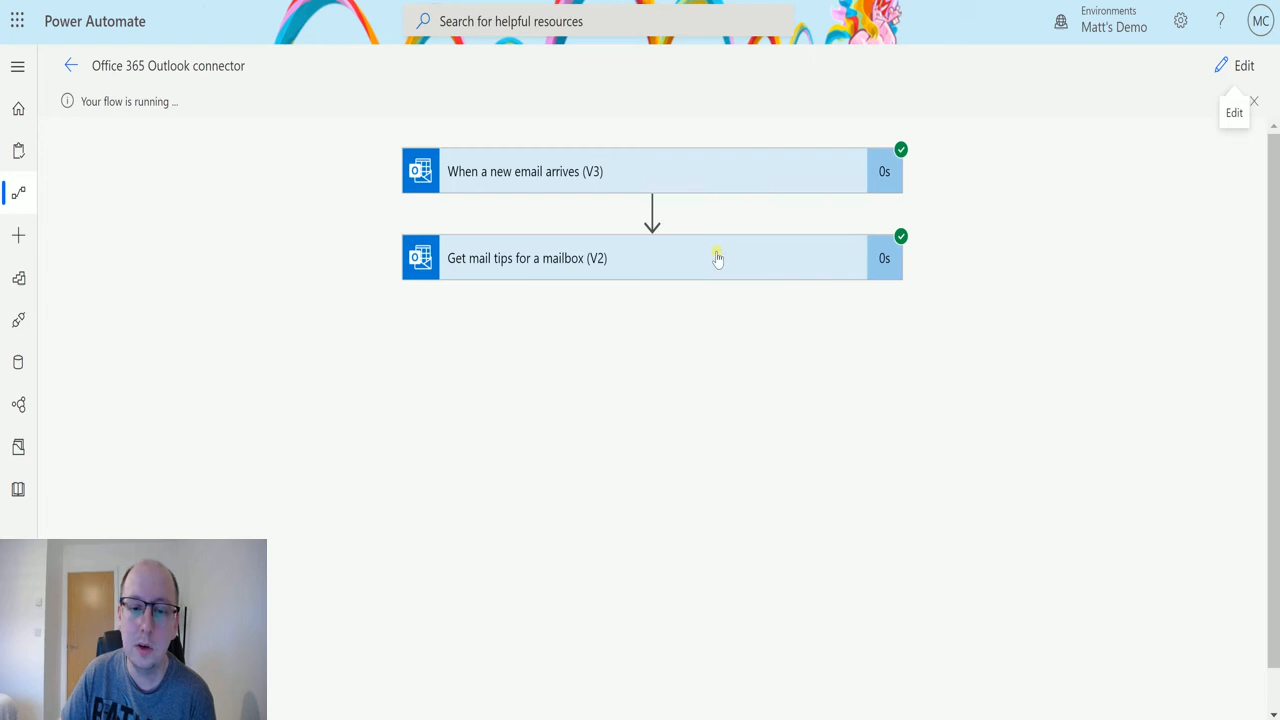 Power Automate
Search for helpful resources
Environments
Matt's Demo
MC
Office 365 Outlook connector
Edit
Your flow is running ...
Edit
When a new email arrives (V3)
0s
Get mail tips for a mailbox (V2)
0s